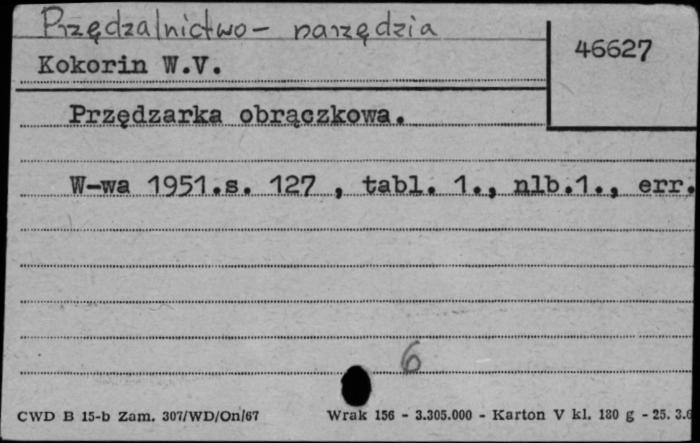 Przędzalnictwo - narzędzia
46627
Kokorin W.V.
Przędzarka obrączkowa.
W-wa 1951.s. 127 , tabl. 1., nlb.1., err.
6
CWD B 15-b Zam. 307/WD/On/67 Wrak 156 - 3.305.000 - Karton V kl. 180 g - 25. 3.6